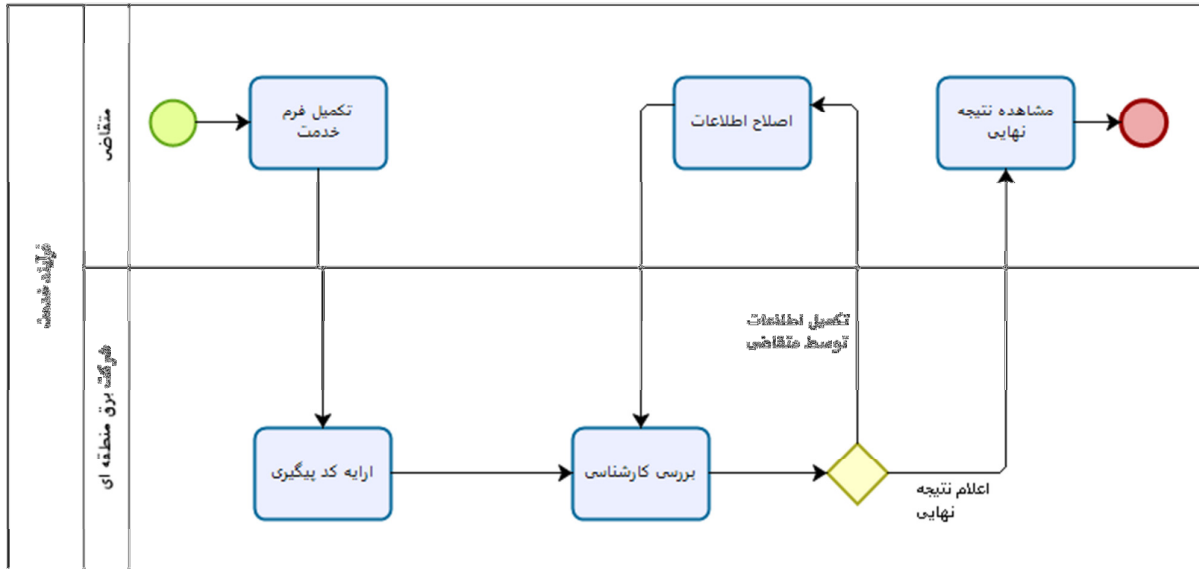 فرآیند خدمت
متقاضی
شرکت برق منطقه ای
تکمیل فرم
خدمت
اصلاح اطلاعات
مشاهده نتیجه
نهایی
تکمیل اطلاعات
توسط متقاضی
ارایه کد پیگیری
بررسی کارشناسی
اعلام نتیجه
نهایی